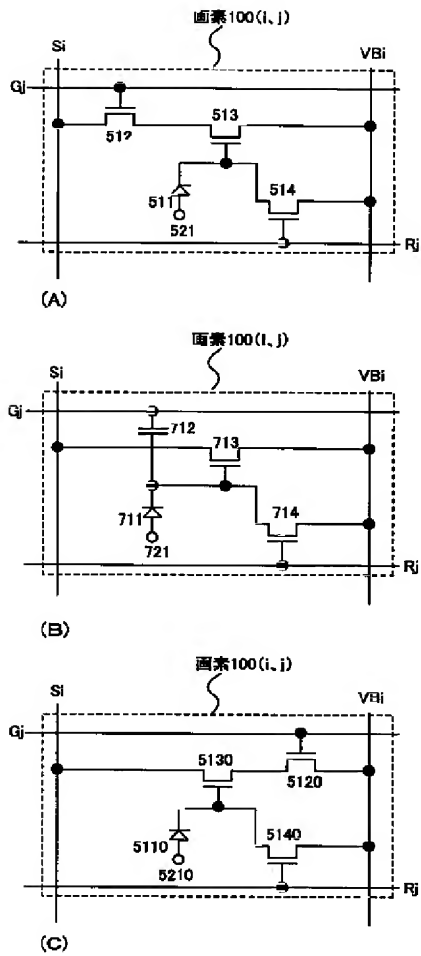 画素100(i、j)
Si
VBi
Gj
512
513
511
514
521
Rj
(A)
画素100(i、j)
Si
VBi
Gj
712
713
711
714
721
Rj
(B)
画素100(i、j)
Si
VBi
Gj
5130
5120
5110
5140
5210
Rj
(C)